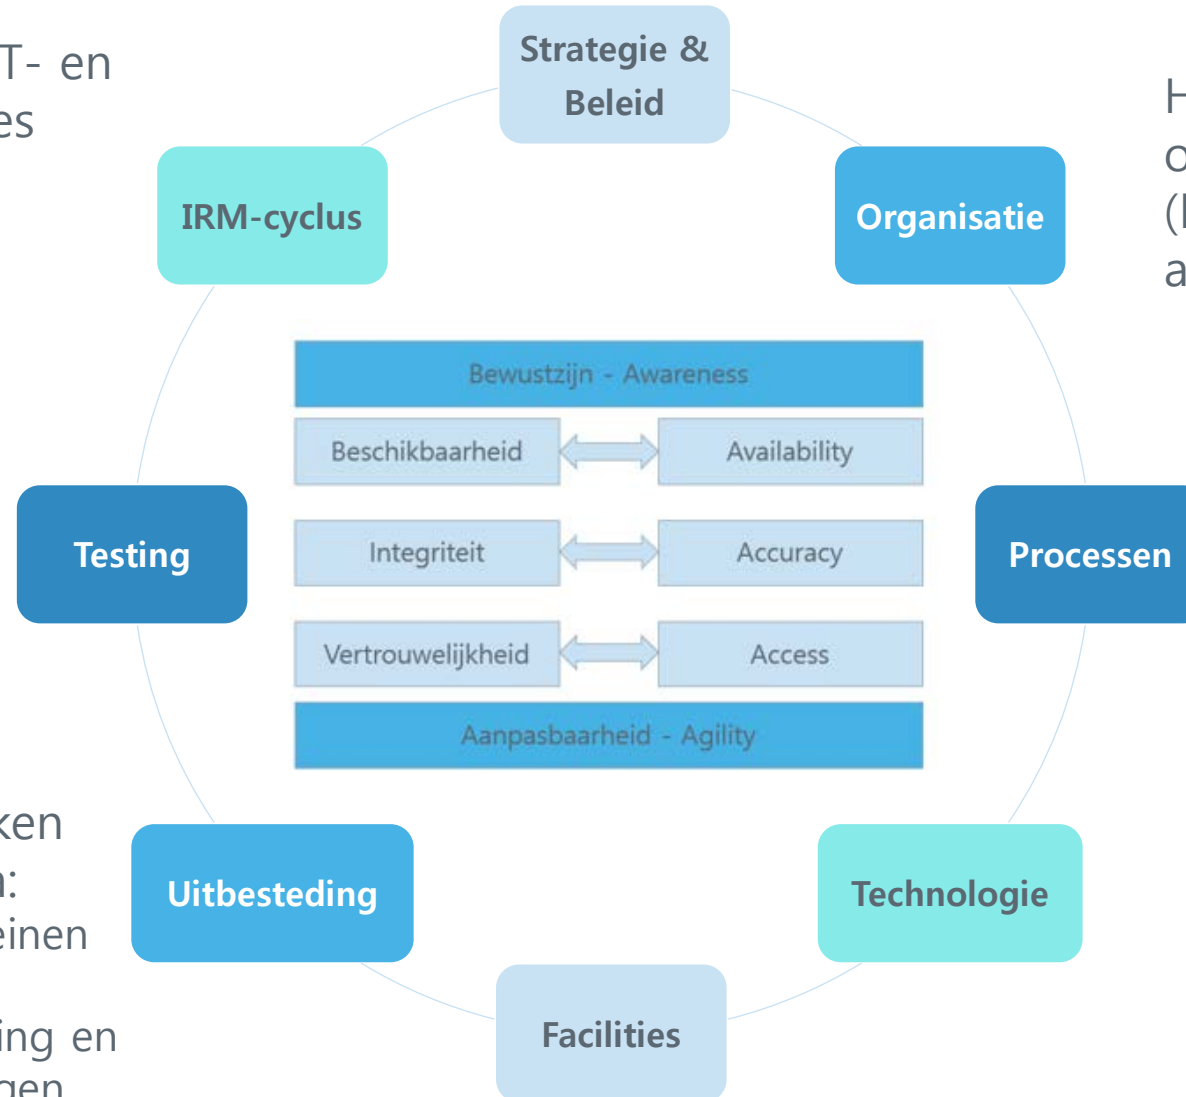 T- en
es
Strategie &
Beleid
IRM-cyclus
Organisatie
Bewustzijn - Awareness
Beschikbaarheid
Availability
Testing
Integriteit
Accuracy
Processen
Vertrouwelijkheid
Access
Aanpasbaarheid - Agility
ken
einen
ing en
gen
Uitbesteding
Technologie
Facilities